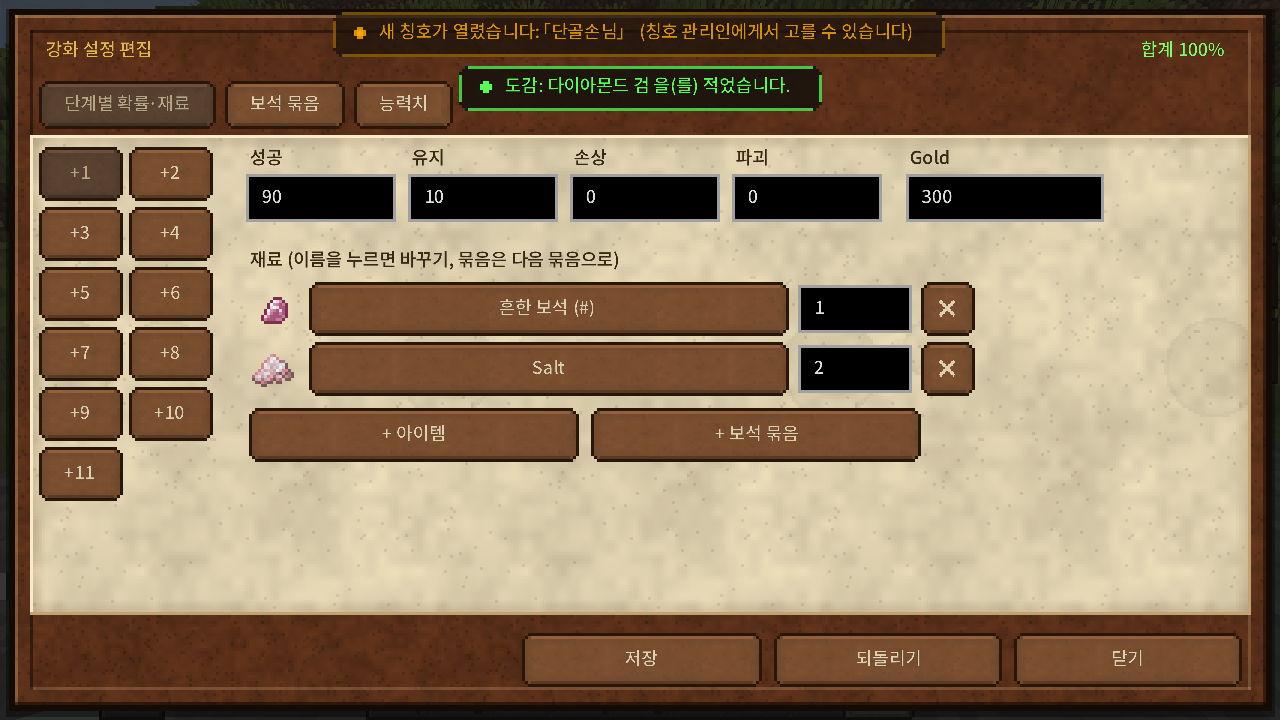 새 칭호가 열렸습니다: 「단골손님」 (칭호 관리인에게서 고를 수 있습니다)
강화 설정 편집
합계 100%
도감: 다이아몬드 검 을(를) 적었습니다.
단계별 확률·재료 보석 묶음 능력치
+1 +2
+3 +4
+5 +6
+7 +8
+9 +10
+11
성공 유지 손상 파괴 Gold
90 10 0 0 300
재료 (이름을 누르면 바꾸기, 묶음은 다음 묶음으로)
흔한 보석 (#) 1
Salt 2
+ 아이템 + 보석 묶음
저장 되돌리기 닫기